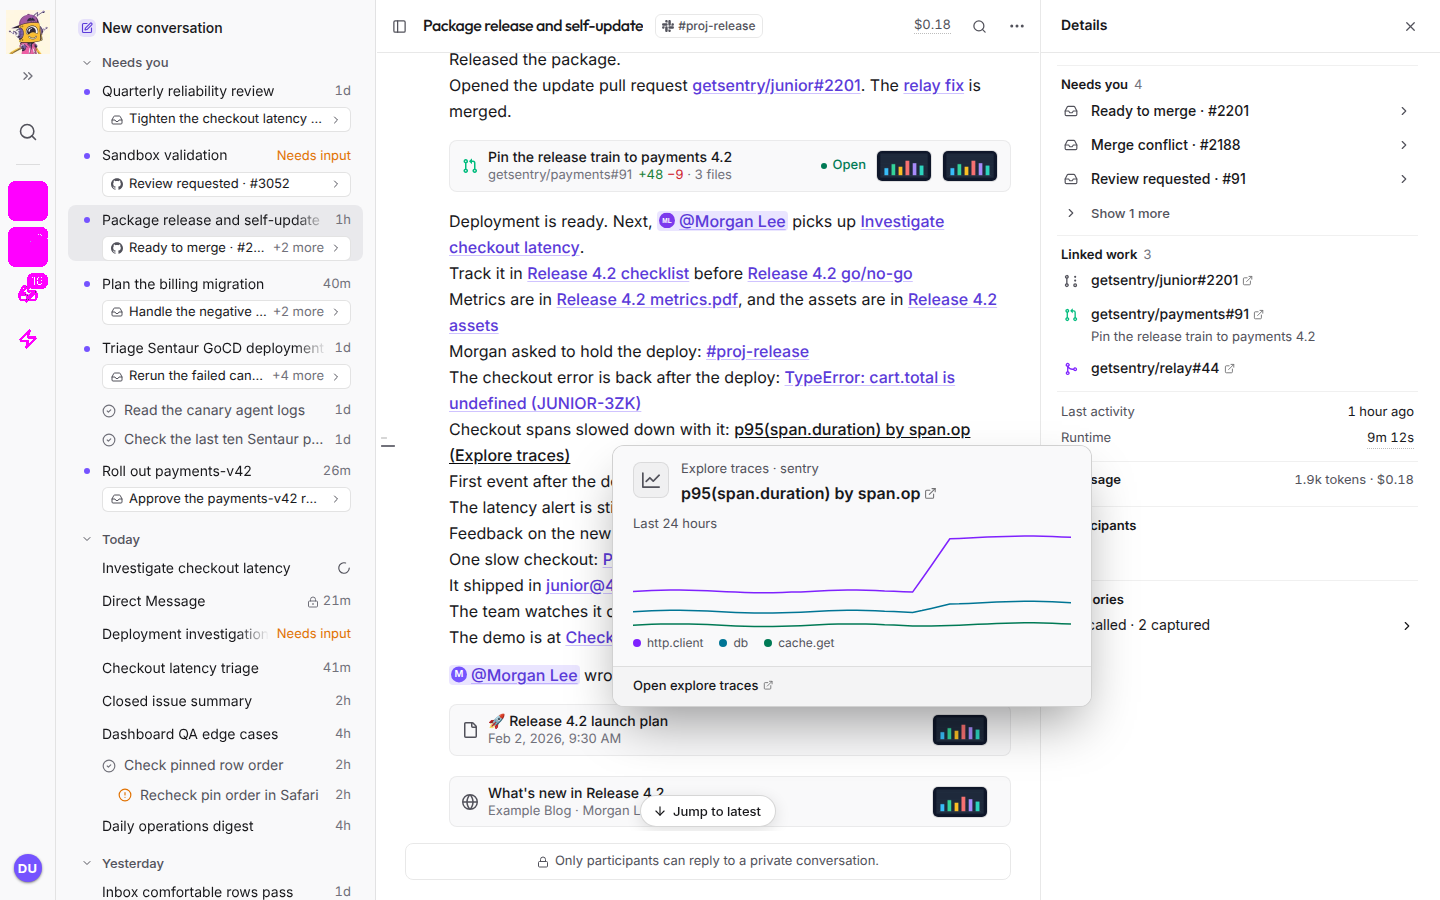 New conversation
Needs you
Quarterly reliability review 1d
Tighten the checkout latency ...
Sandbox validation Needs input
Review requested · #3052
Package release and self-update 1h
Ready to merge · #2... +2 more
Plan the billing migration 40m
Handle the negative ... +2 more
Triage Sentaur GoCD deployment 1d
Rerun the failed can... +4 more
Read the canary agent logs 1d
Check the last ten Sentaur p... 1d
Roll out payments-v42 26m
Approve the payments-v42 r...
Today
Investigate checkout latency
Direct Message 21m
Deployment investigation Needs input
Checkout latency triage 41m
Closed issue summary 2h
Dashboard QA edge cases 4h
Check pinned row order 2h
Recheck pin order in Safari 2h
Daily operations digest 4h
Yesterday
Inbox comfortable rows pass 1d
DU
Package release and self-update #proj-release $0.18
Released the package.
Opened the update pull request getsentry/junior#2201. The relay fix is
merged.
Pin the release train to payments 4.2
getsentry/payments#91 +48 −9 · 3 files
Open
Deployment is ready. Next, ML @Morgan Lee picks up Investigate
checkout latency.
Track it in Release 4.2 checklist before Release 4.2 go/no-go
Metrics are in Release 4.2 metrics.pdf, and the assets are in Release 4.2
assets
Morgan asked to hold the deploy: #proj-release
The checkout error is back after the deploy: TypeError: cart.total is
undefined (JUNIOR-3ZK)
Checkout spans slowed down with it: p95(span.duration) by span.op
(Explore traces)
First event after the de
The latency alert is sti
Feedback on the new
One slow checkout: P
It shipped in junior@4
The team watches it o
The demo is at Check
M @Morgan Lee wro
Explore traces · sentry
p95(span.duration) by span.op
Last 24 hours
http.client db cache.get
Open explore traces
🚀 Release 4.2 launch plan
Feb 2, 2026, 9:30 AM
What's new in Release 4.2
Example Blog · Morgan L
Jump to latest
Only participants can reply to a private conversation.
Details
Needs you 4
Ready to merge · #2201
Merge conflict · #2188
Review requested · #91
Show 1 more
Linked work 3
getsentry/junior#2201
getsentry/payments#91
Pin the release train to payments 4.2
getsentry/relay#44
Last activity 1 hour ago
Runtime 9m 12s
sage 1.9k tokens · $0.18
cipants
ories
called · 2 captured